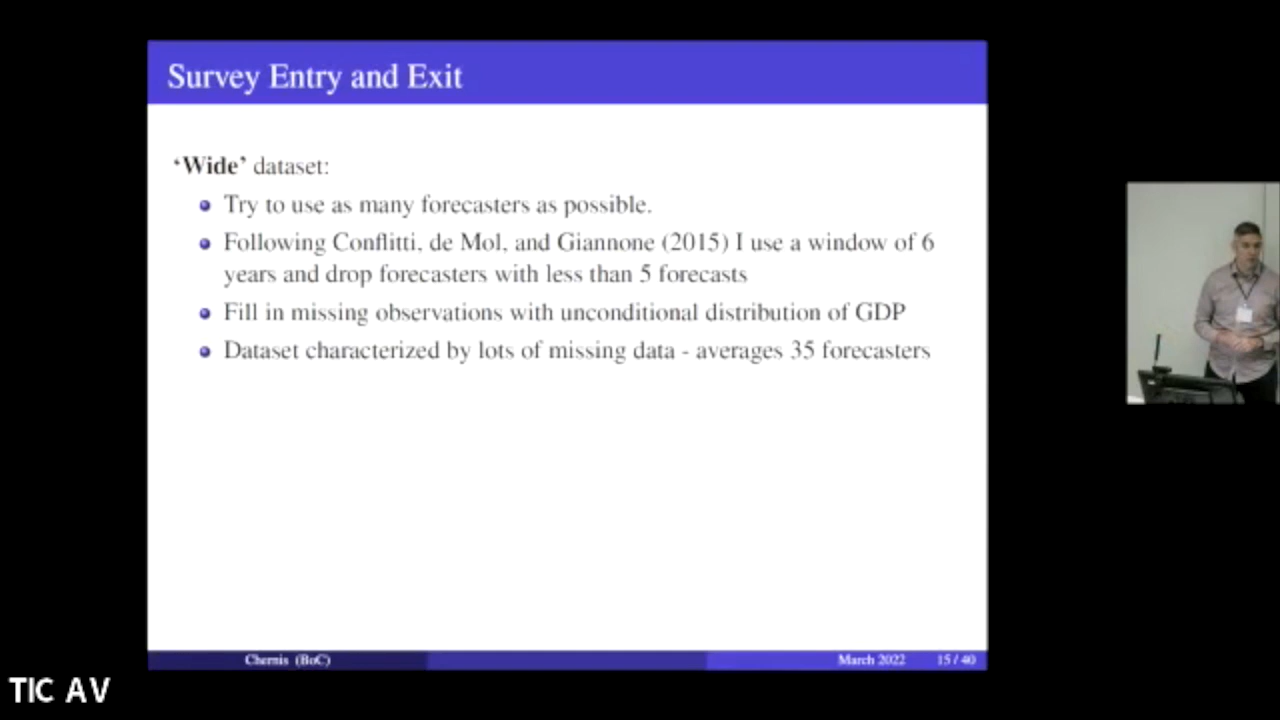 Survey Entry and Exit
‘Wide’ dataset:
Try to use as many forecasters as possible.
Following Conflitti, de Mol, and Giannone (2015) I use a window of 6
years and drop forecasters with less than 5 forecasts
Fill in missing observations with unconditional distribution of GDP
Dataset characterized by lots of missing data - averages 35 forecasters
Chernis (BoC)
March 2022
15 / 40
TIC AV